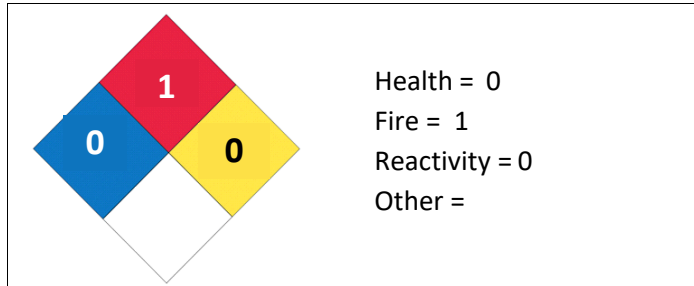 1
0
0
Health = 0
Fire = 1
Reactivity = 0
Other =